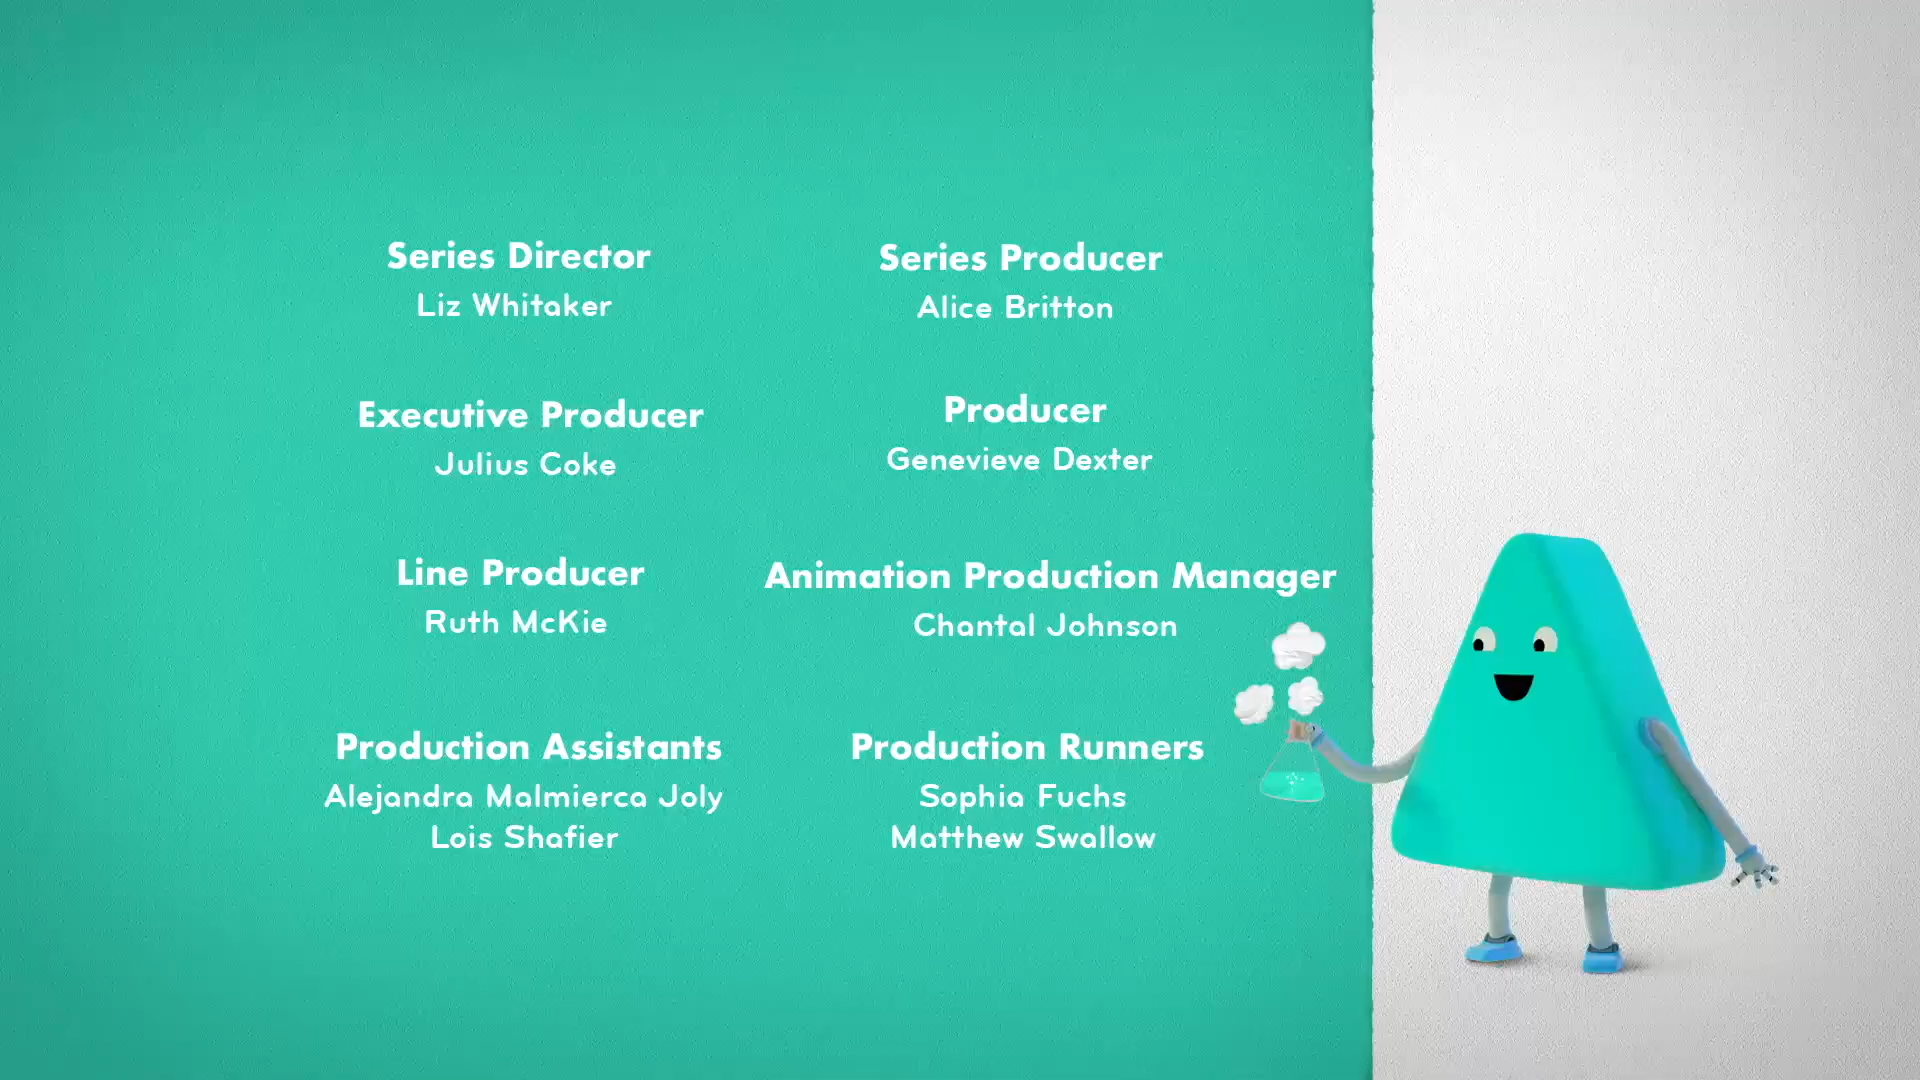 Series Director
Liz Whitaker
Series Producer
Alice Britton
Executive Producer
Julius Coke
Producer
Genevieve Dexter
Line Producer
Ruth McKie
Animation Production Manager
Chantal Johnson
Production Assistants
Alejandra Malmierca Joly
Lois Shafier
Production Runners
Sophia Fuchs
Matthew Swallow